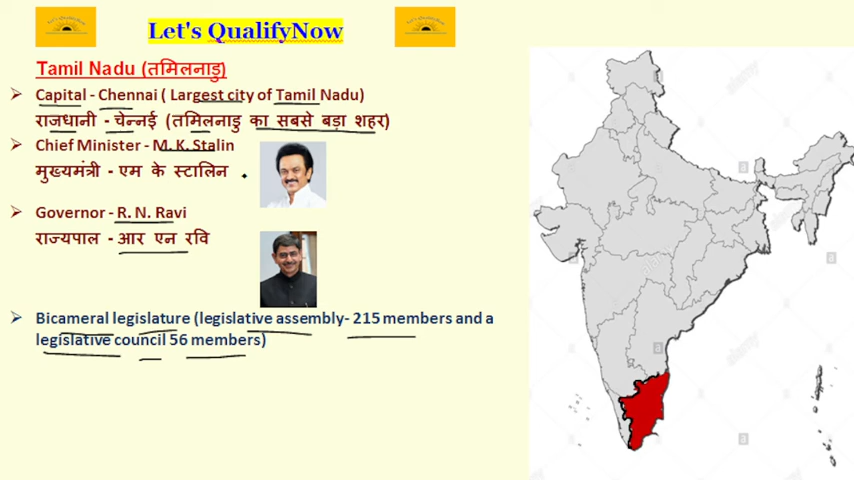 Let's QualifyNow
Tamil Nadu (तमिलनाडु)
➤ Capital - Chennai ( Largest city of Tamil Nadu)
राजधानी - चेन्नई (तमिलनाडु का सबसे बड़ा शहर)
➤ Chief Minister - M. K. Stalin
मुख्यमंत्री - एम के स्टालिन
➤ Governor - R. N. Ravi
राज्यपाल - आर एन रवि
➤ Bicameral legislature (legislative assembly- 215 members and a
legislative council 56 members)